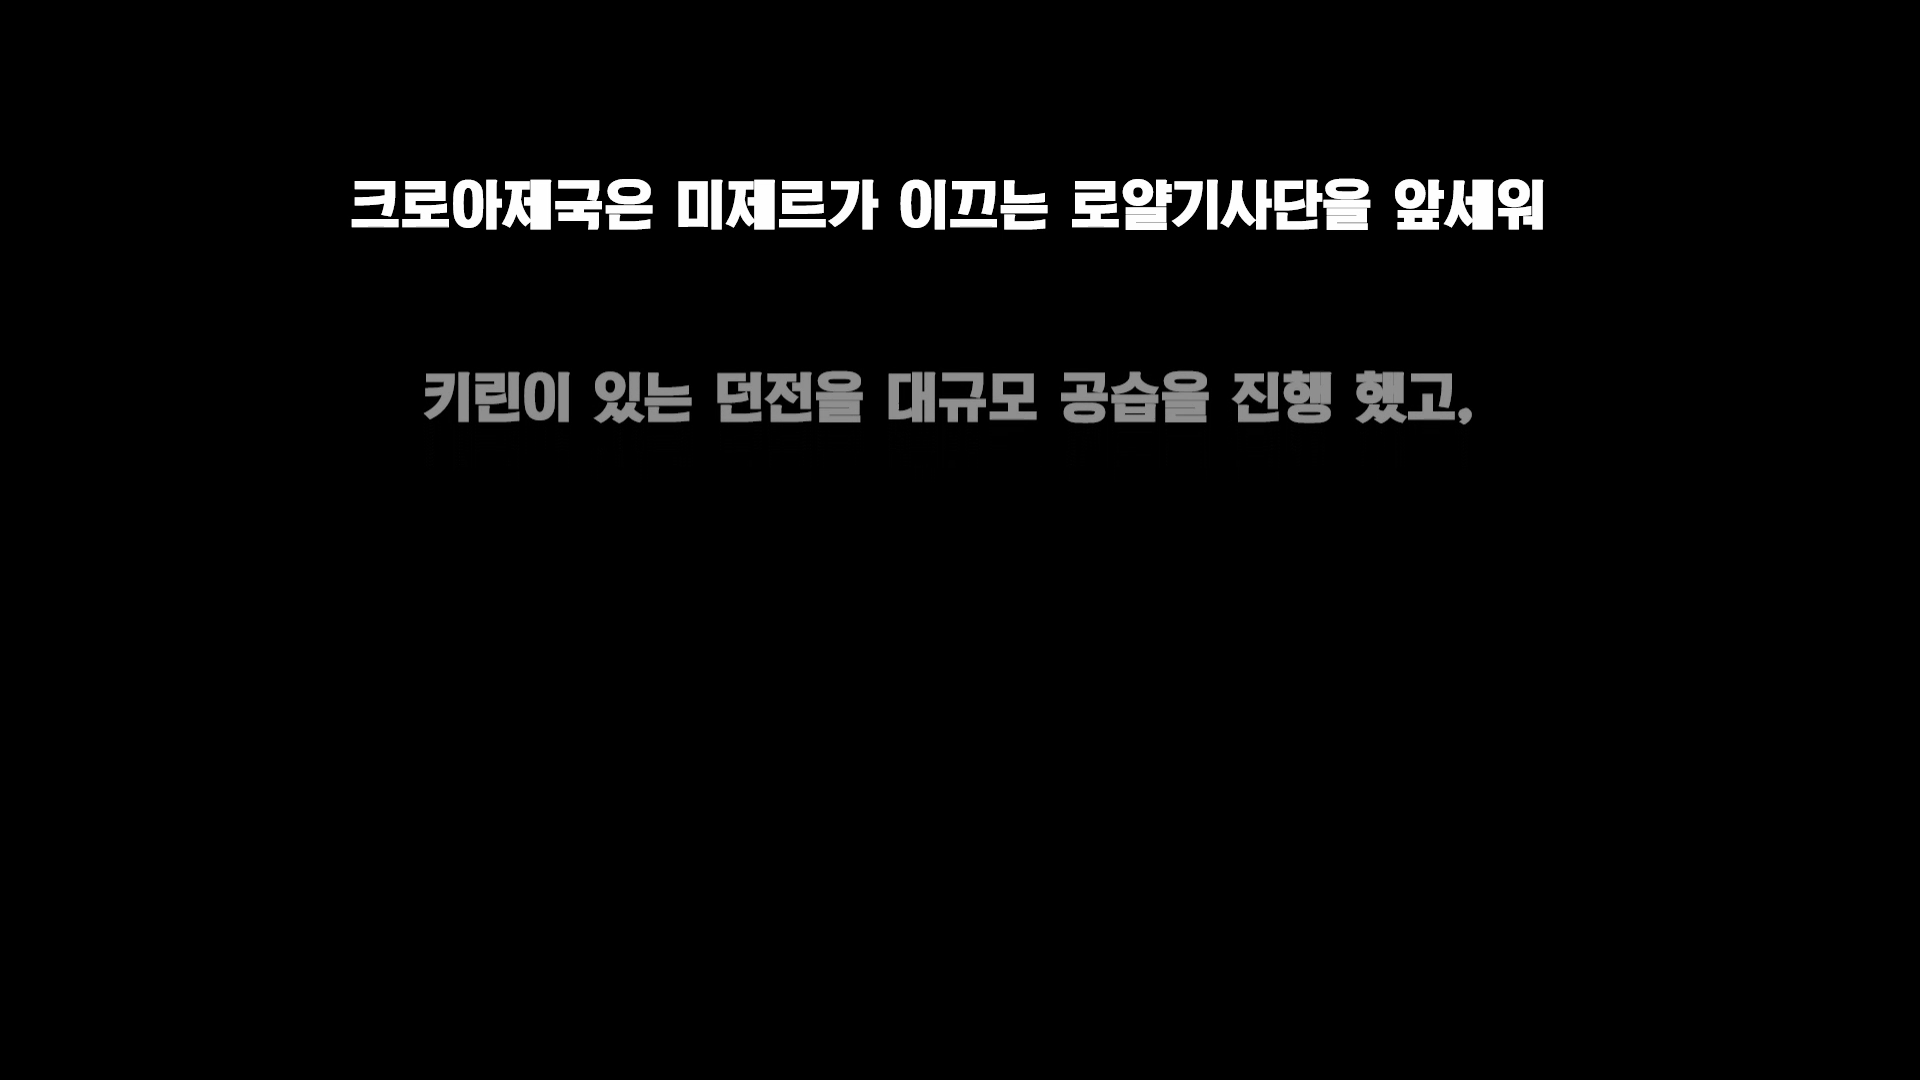 크로아제국은 미제르가 이끄는 로얄기사단을 앞세워
키린이 있는 던전을 대규모 공습을 진행 했고,